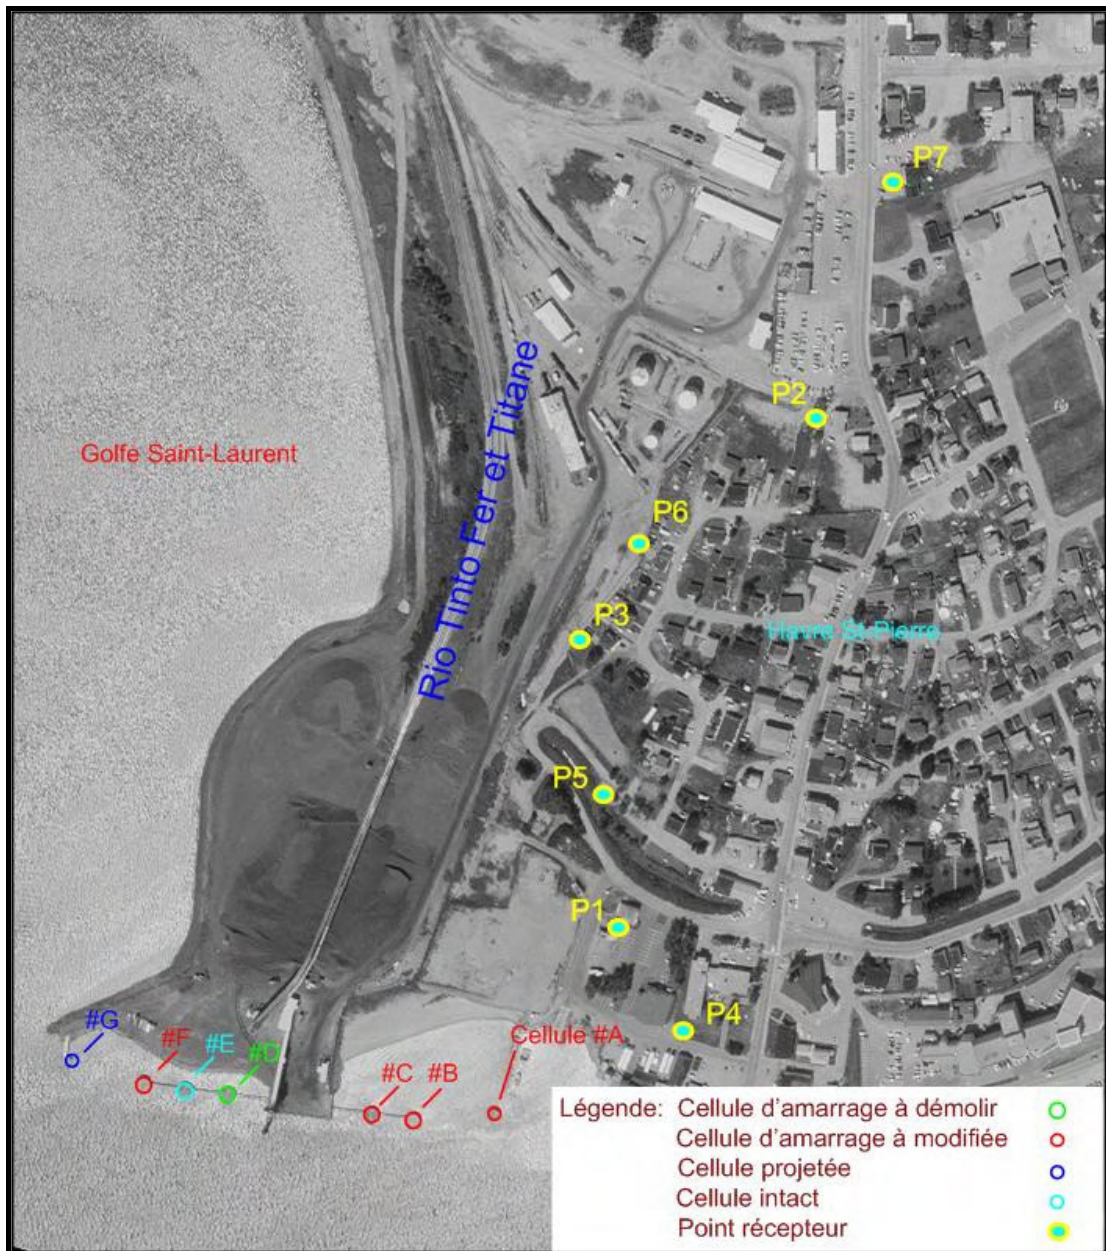 P7
P2
Golfe Saint-Laurent
Rio Tinto Fer et Titane
P6
P3
Havre St-Pierre
P5
P1
P4
#G
#F
#E
#D
Cellule #A
#C
#B
Légende: Cellule d'amarrage à démolir
Cellule d'amarrage à modifiée
Cellule projetée
Cellule intact
Point récepteur